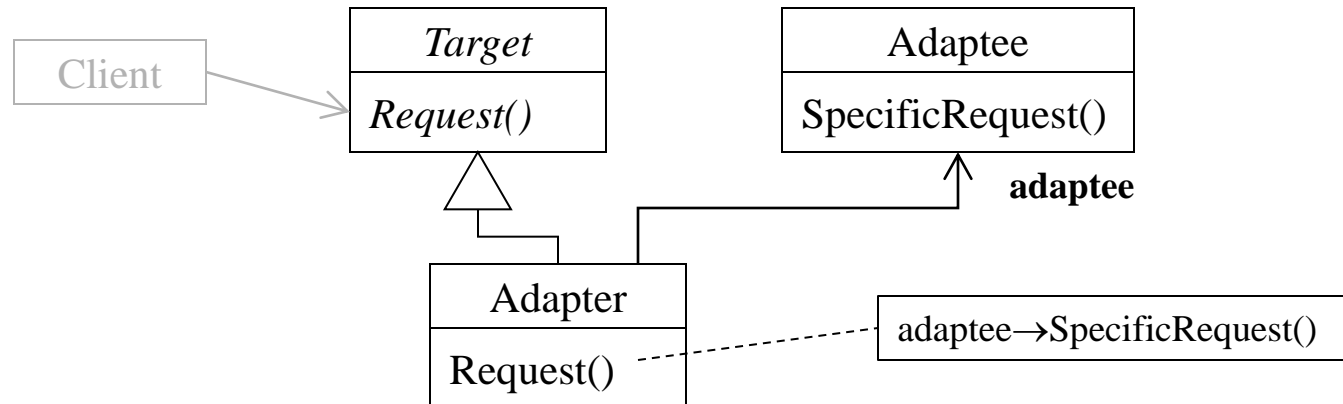 Client
Target
Request()
Adaptee
SpecificRequest()
adaptee
Adapter
Request()
adaptee→SpecificRequest()